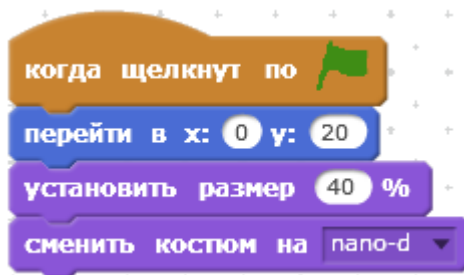 когда щелкнут по
перейти в x: 0 y: 20
установить размер 40 %
сменить костюм на nano-d